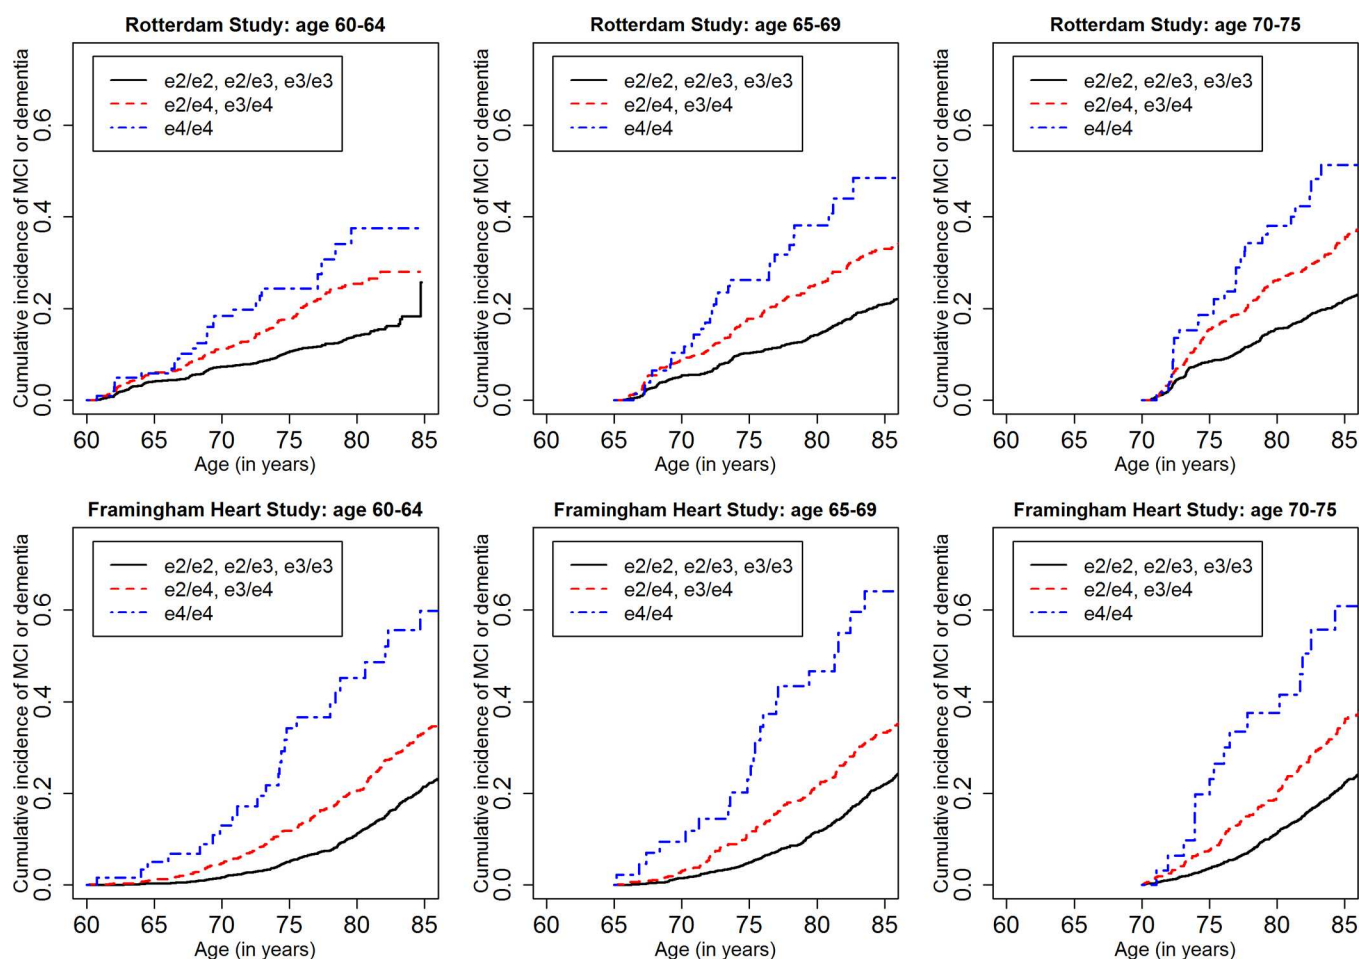 Rotterdam Study: age 60-64
Cumulative incidence of MCI or dementia
0.0 0.2 0.4 0.6
e2/e2, e2/e3, e3/e3
e2/e4, e3/e4
e4/e4
60 65 70 75 80 85
Age (in years)
Rotterdam Study: age 65-69
Cumulative incidence of MCI or dementia
0.0 0.2 0.4 0.6
e2/e2, e2/e3, e3/e3
e2/e4, e3/e4
e4/e4
60 65 70 75 80 85
Age (in years)
Rotterdam Study: age 70-75
Cumulative incidence of MCI or dementia
0.0 0.2 0.4 0.6
e2/e2, e2/e3, e3/e3
e2/e4, e3/e4
e4/e4
60 65 70 75 80 85
Age (in years)
Framingham Heart Study: age 60-64
Cumulative incidence of MCI or dementia
0.0 0.2 0.4 0.6
e2/e2, e2/e3, e3/e3
e2/e4, e3/e4
e4/e4
60 65 70 75 80 85
Age (in years)
Framingham Heart Study: age 65-69
Cumulative incidence of MCI or dementia
0.0 0.2 0.4 0.6
e2/e2, e2/e3, e3/e3
e2/e4, e3/e4
e4/e4
60 65 70 75 80 85
Age (in years)
Framingham Heart Study: age 70-75
Cumulative incidence of MCI or dementia
0.0 0.2 0.4 0.6
e2/e2, e2/e3, e3/e3
e2/e4, e3/e4
e4/e4
60 65 70 75 80 85
Age (in years)